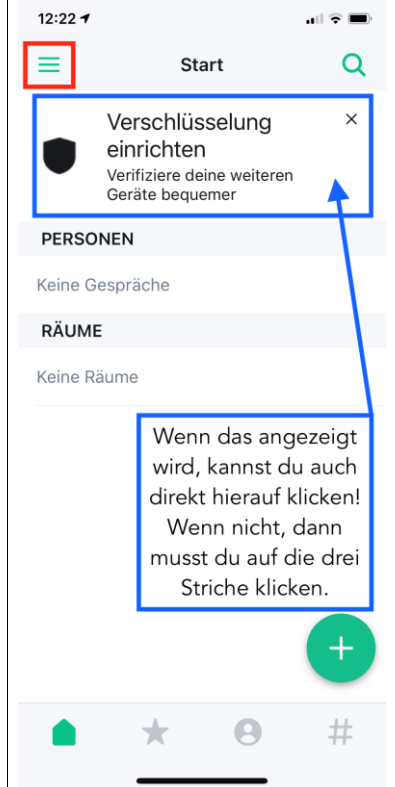 12:22
Start
Verschlüsselung
einrichten
Verifiziere deine weiteren
Geräte bequemer
PERSONEN
Keine Gespräche
RÄUME
Keine Räume
Wenn das angezeigt
wird, kannst du auch
direkt hierauf klicken!
Wenn nicht, dann
musst du auf die drei
Striche klicken.